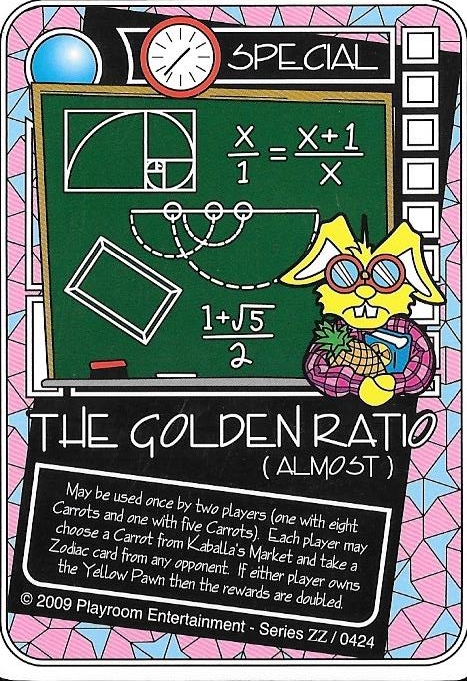 SPECIAL
X/1 = X+1/X
1+√5/2
THE GOLDEN RATIO
(ALMOST)
May be used once by two players (one with eight
Carrots and one with five Carrots). Each player may
choose a Carrot from Kaballa's Market and take a
Zodiac card from any opponent. If either player owns
the Yellow Pawn then the rewards are doubled.
© 2009 Playroom Entertainment - Series ZZ / 0424